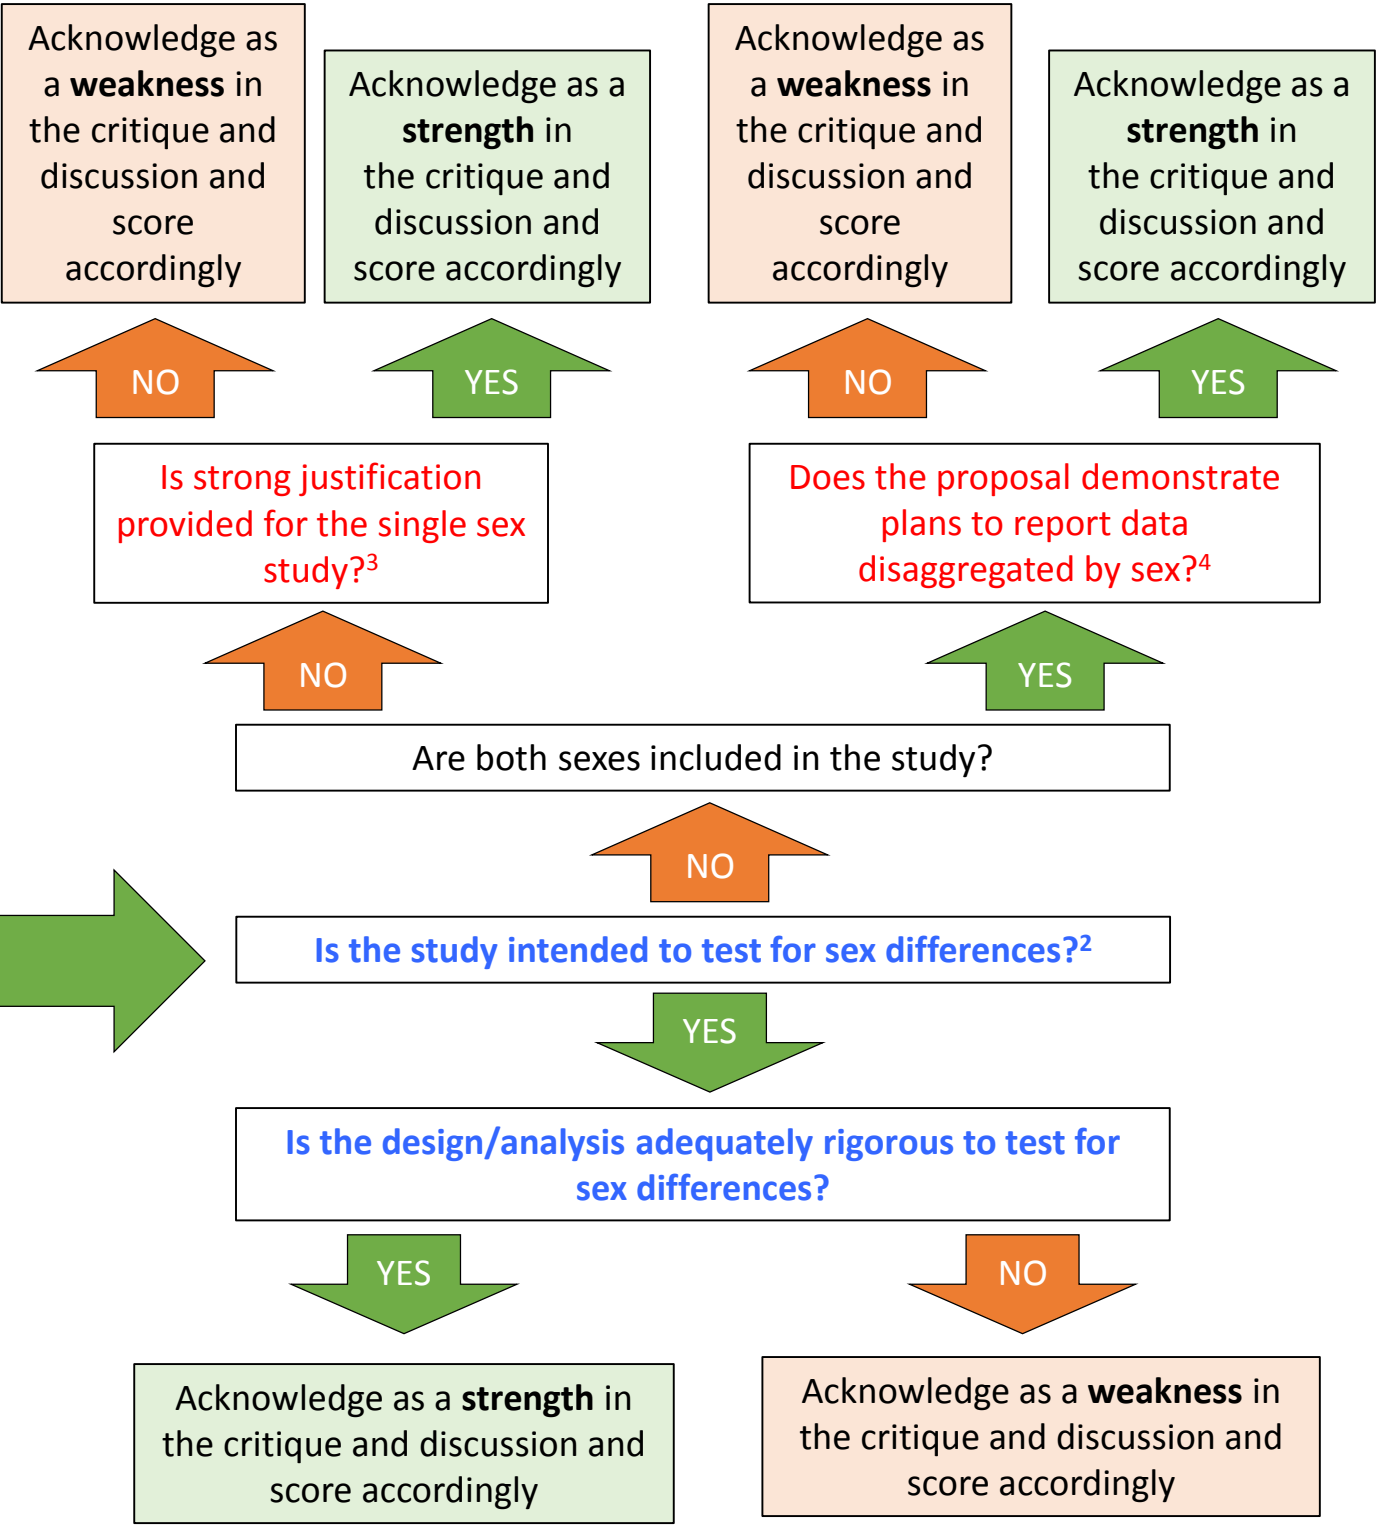 Acknowledge as
a weakness in
the critique and
discussion and
score
accordingly
Acknowledge as a
strength in
the critique and
discussion and
score accordingly
Acknowledge as
a weakness in
the critique and
discussion and
score
accordingly
Acknowledge as a
strength in
the critique and
discussion and
score accordingly
NO
YES
NO
YES
Is strong justification
provided for the single sex
study?³
Does the proposal demonstrate
plans to report data
disaggregated by sex?⁴
NO
YES
Are both sexes included in the study?
NO
Is the study intended to test for sex differences?²
YES
Is the design/analysis adequately rigorous to test for
sex differences?
YES
NO
Acknowledge as a strength in
the critique and discussion and
score accordingly
Acknowledge as a weakness in
the critique and discussion and
score accordingly